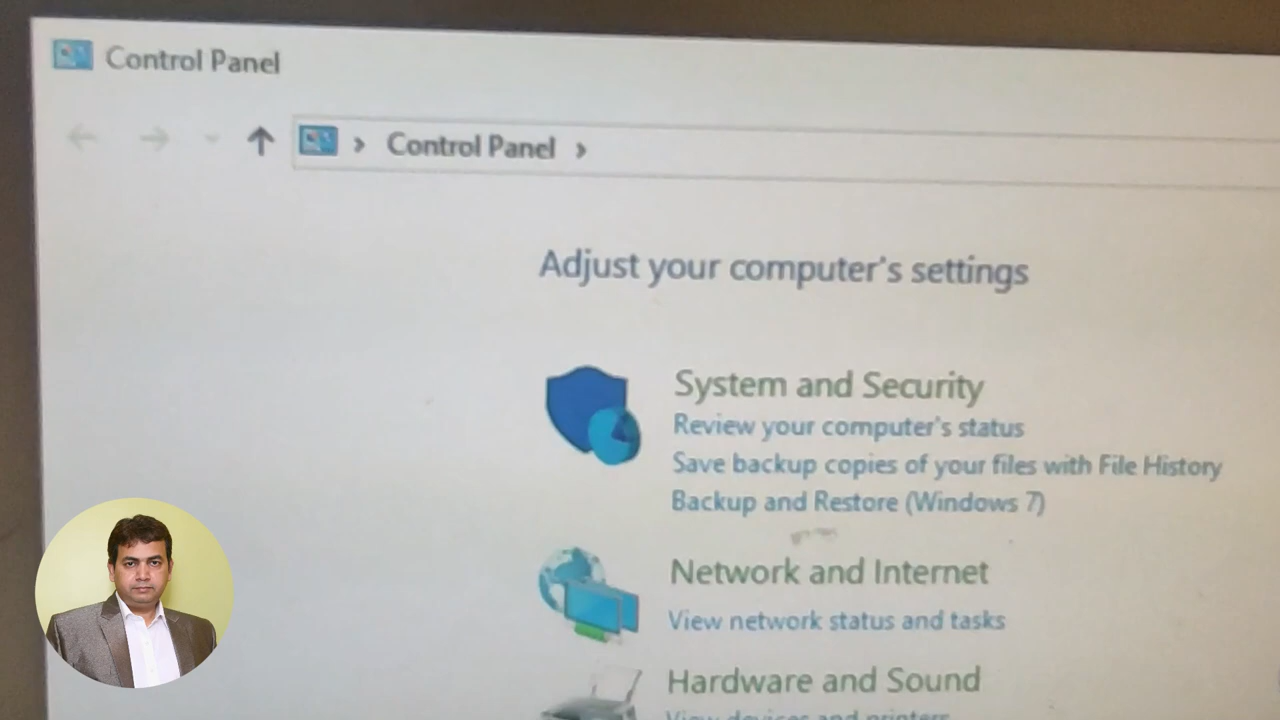 Control Panel
Control Panel
Adjust your computer's settings
System and Security
Review your computer's status
Save backup copies of your files with File History
Backup and Restore (Windows 7)
Network and Internet
View network status and tasks
Hardware and Sound
View devices and printers